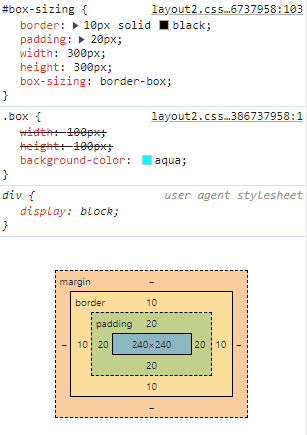 #box-sizing { layout2.css…6737958:103
border: ▶ 10px solid black;
padding: ▶ 20px;
width: 300px;
height: 300px;
box-sizing: border-box;
}
.box { layout2.css…386737958:1
width: 100px;
height: 100px;
background-color: aqua;
}
div { user agent stylesheet
display: block;
}
margin –
border 10
padding 20
– 10 20 240×240 20 10 –
20
10
–